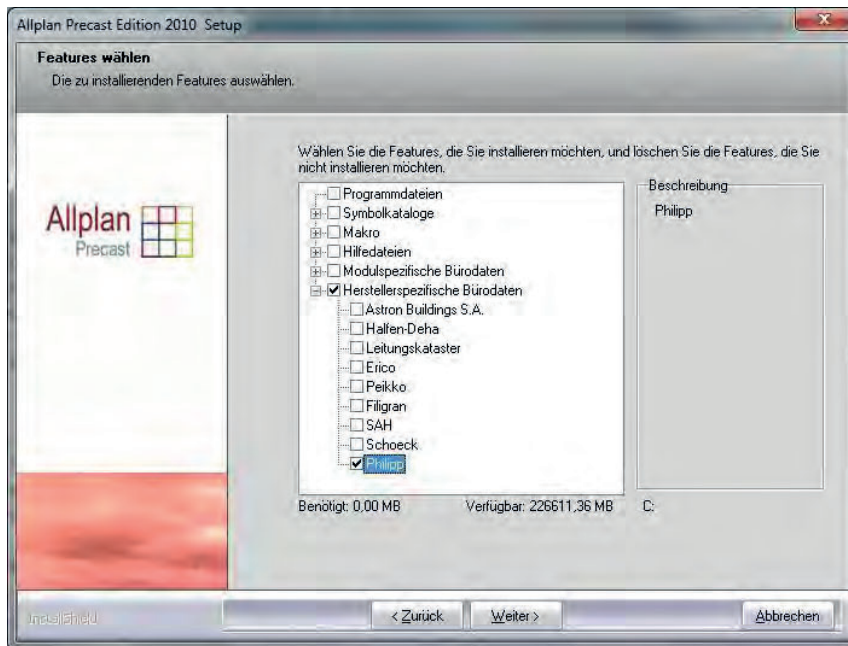 Allplan Precast Edition 2010 Setup
Features wählen
Die zu installierenden Features auswählen.
Wählen Sie die Features, die Sie installieren möchten, und löschen Sie die Features, die Sie
nicht installieren möchten.
Allplan
Precast
Programmdateien
Symbolkataloge
Makro
Hilfedateien
Modulspezifische Bürodaten
Herstellerspezifische Bürodaten
Astron Buildings S.A.
Halfen-Deha
Leitungskataster
Erico
Peikko
Filigran
SAH
Schoeck
Philipp
Beschreibung
Philipp
Benötigt: 0,00 MB
Verfügbar: 226611,36 MB
C:
InstallShield
< Zurück
Weiter >
Abbrechen